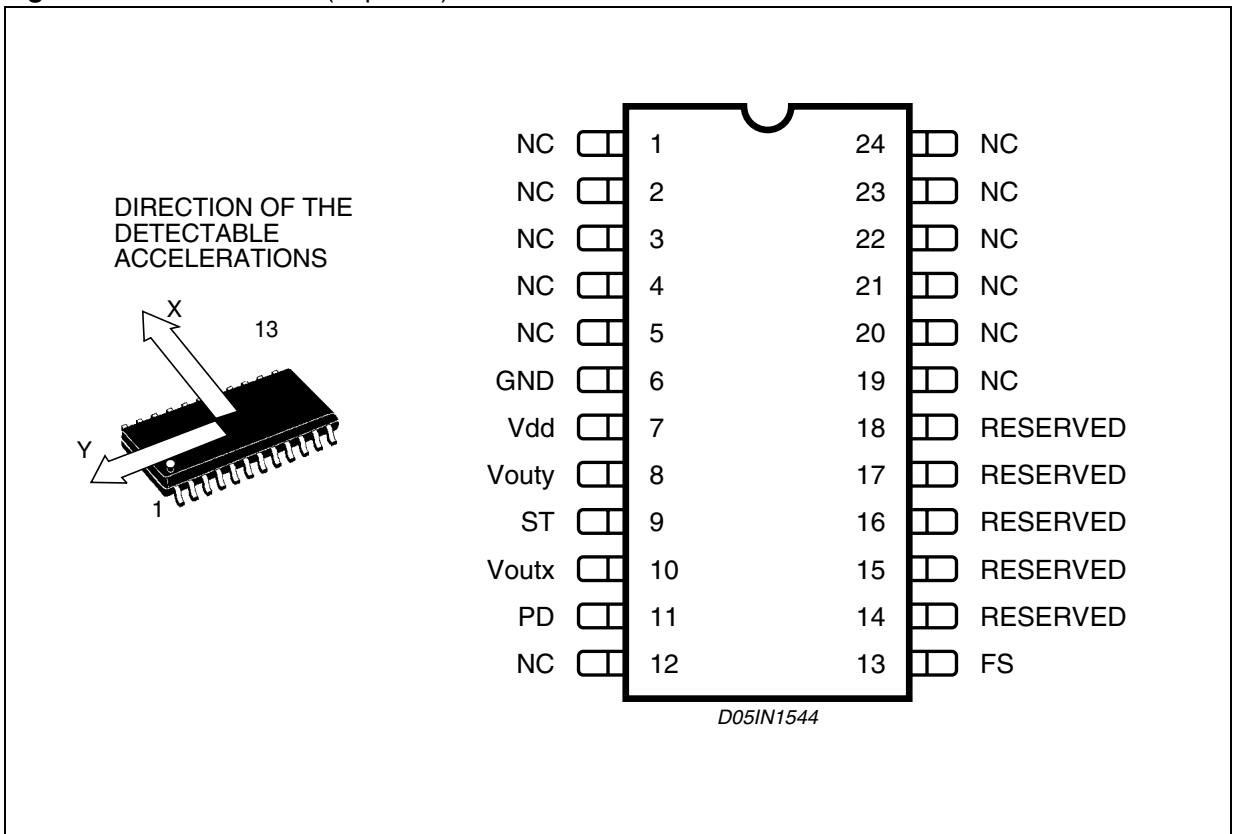 DIRECTION OF THE
DETECTABLE
ACCELERATIONS
X
13
Y
1
NC 1 24 NC
NC 2 23 NC
NC 3 22 NC
NC 4 21 NC
NC 5 20 NC
GND 6 19 NC
Vdd 7 18 RESERVED
Vouty 8 17 RESERVED
ST 9 16 RESERVED
Voutx 10 15 RESERVED
PD 11 14 RESERVED
NC 12 13 FS
D05IN1544